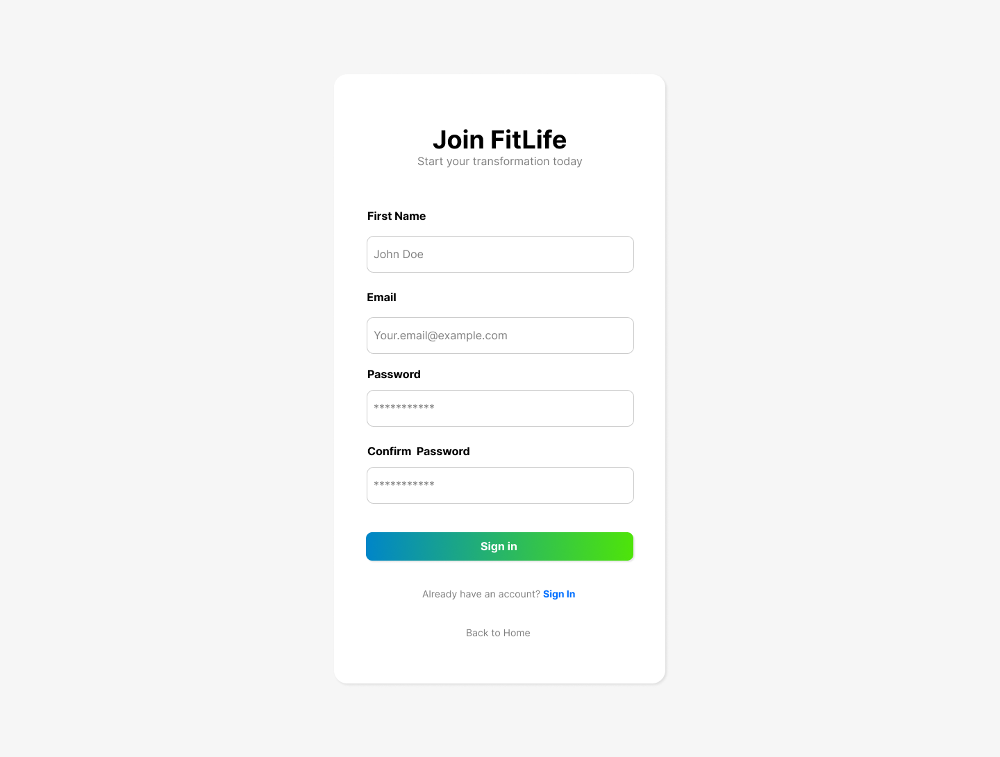 Join FitLife
Start your transformation today
First Name
John Doe
Email
Your.email@example.com
Password
***********
Confirm  Password
***********
Sign in
Already have an account? Sign In
Back to Home